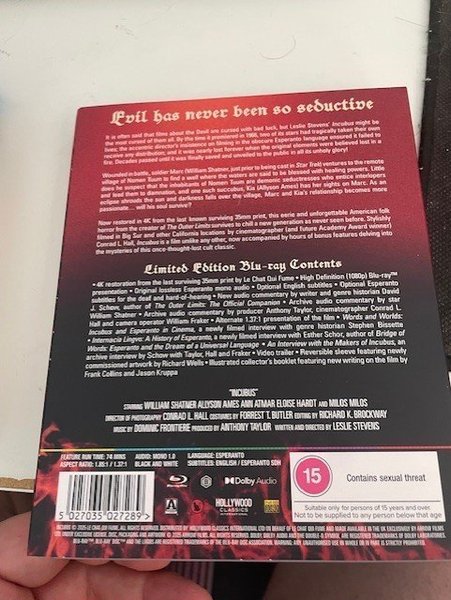 Evil has never been so seductive
It is often said that films about the Devil are cursed with bad luck, but Leslie Stevens' Incubus might be
the most cursed of them all. By the time it premiered in 1966, two of its stars had tragically taken their own
lives; the eccentric director's insistence on filming in the obscure Esperanto language ensured it failed to
receive any distribution; and it was nearly lost forever when the original elements were believed lost in a
fire. Decades passed until it was finally saved and unveiled to the public in all its unholy glory!
Wounded in battle, soldier Marc (William Shatner, just prior to being cast in Star Trek) ventures to the remote
village of Nomen Tuum to find a well where the waters are said to be blessed with healing powers. Little
does he suspect that the inhabitants of Nomen Tuum are demonic seductresses who entice interlopers
and lead them to damnation, and one such succubus, Kia (Allyson Ames) has her sights on Marc. As an
eclipse shrouds the sun and darkness falls over the village, Marc and Kia's relationship becomes more
passionate... will his soul survive?
Now restored in 4K from the last known surviving 35mm print, this eerie and unforgettable American folk
horror from the creator of The Outer Limits survives to chill a new generation as never seen before. Stylishly
filmed in Big Sur and other California locations by cinematographer (and future Academy Award winner)
Conrad L. Hall, Incubus is a film unlike any other, now accompanied by hours of bonus features delving into
the mysteries of this once-thought-lost cult classic.
Limited Edition Blu-ray Contents
• 4K restoration from the last surviving 35mm print by Le Chat Qui Fume • High Definition (1080p) Blu-ray™
presentation • Original lossless Esperanto mono audio • Optional English subtitles • Optional Esperanto
subtitles for the deaf and hard-of-hearing • New audio commentary by writer and genre historian David
J. Schow, author of The Outer Limits: The Official Companion • Archive audio commentary by star
William Shatner • Archive audio commentary by producer Anthony Taylor, cinematographer Conrad L.
Hall and camera operator William Fraker • Alternate 1.37:1 presentation of the film • Words and Worlds:
Incubus and Esperanto in Cinema, a newly filmed interview with genre historian Stephen Bissette
• Internacia Lingvo: A History of Esperanto, a newly filmed interview with Esther Schor, author of Bridge of
Words: Esperanto and the Dream of a Universal Language • An Interview with the Makers of Incubus, an
archive interview by Schow with Taylor, Hall and Fraker • Video trailer • Reversible sleeve featuring newly
commissioned artwork by Richard Wells • Illustrated collector's booklet featuring new writing on the film by
Frank Collins and Jason Kruppa
"INCUBUS"
STARRING WILLIAM SHATNER ALLYSON AMES ANN ATMAR ELOISE HARDT AND MILOS MILOS
DIRECTOR OF PHOTOGRAPHY CONRAD L. HALL COSTUMES BY FORREST T. BUTLER EDITING BY RICHARD K. BROCKWAY
MUSIC BY DOMINIC FRONTIERE PRODUCED BY ANTHONY TAYLOR WRITTEN AND DIRECTED BY LESLIE STEVENS
FEATURE RUN TIME: 74 MINS AUDIO: MONO 1.0 LANGUAGE: ESPERANTO
ASPECT RATIO: 1.85:1 / 1.37:1 BLACK AND WHITE SUBTITLES: ENGLISH / ESPERANTO SDH
5 027035 027289 >
ARROW
HOLLYWOOD
CLASSICS
INTERNATIONAL
Dolby Audio
15
Contains sexual threat
Suitable only for persons of 15 years and over.
Not to be supplied to any person below that age